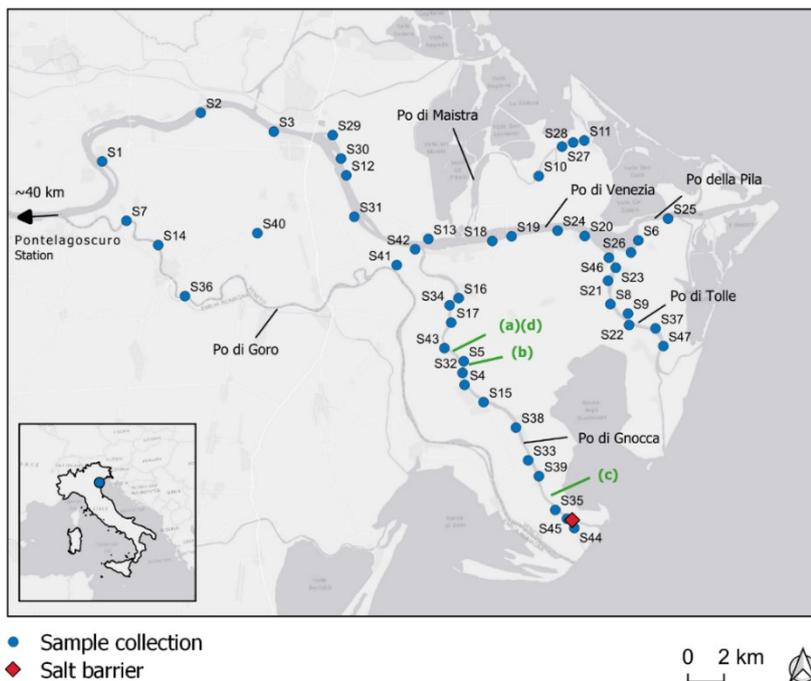 S2
S3
S29
S28
S11
S27
S30
S12
S10
Po di Maistra
S1
Po di Venezia
Po della Pila
~40 km
S7
S31
S25
Pontelagoscuro
Station
S14
S40
S42
S13
S18
S19
S24
S20
S6
S26
S41
S46
S23
S36
S16
S34
S21
S8
Po di Tolle
S17
S9
S22
S37
Po di Goro
S43
(a)(d)
S47
S5
(b)
S32
S4
S15
S38
Po di Gnocca
S33
S39
(c)
S35
S45
S44
Sample collection
Salt barrier
0 2 km